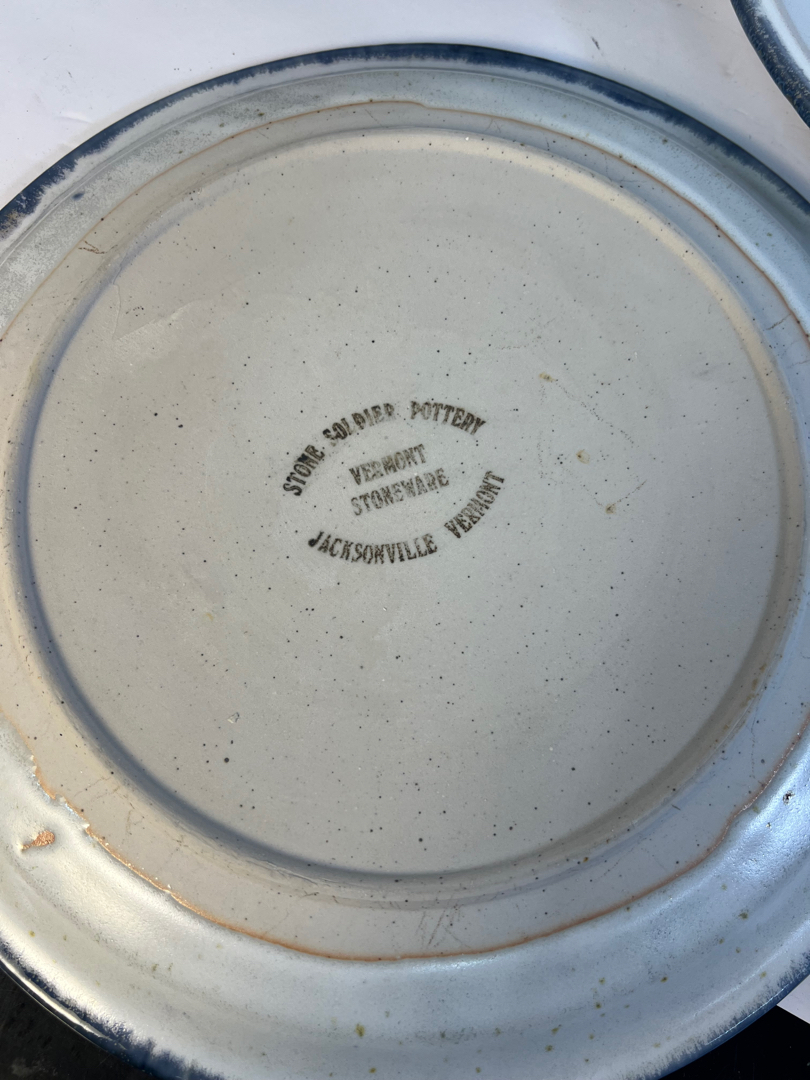 STONE SOLDIER POTTERY
VERMONT
STONEWARE
JACKSONVILLE VERMONT